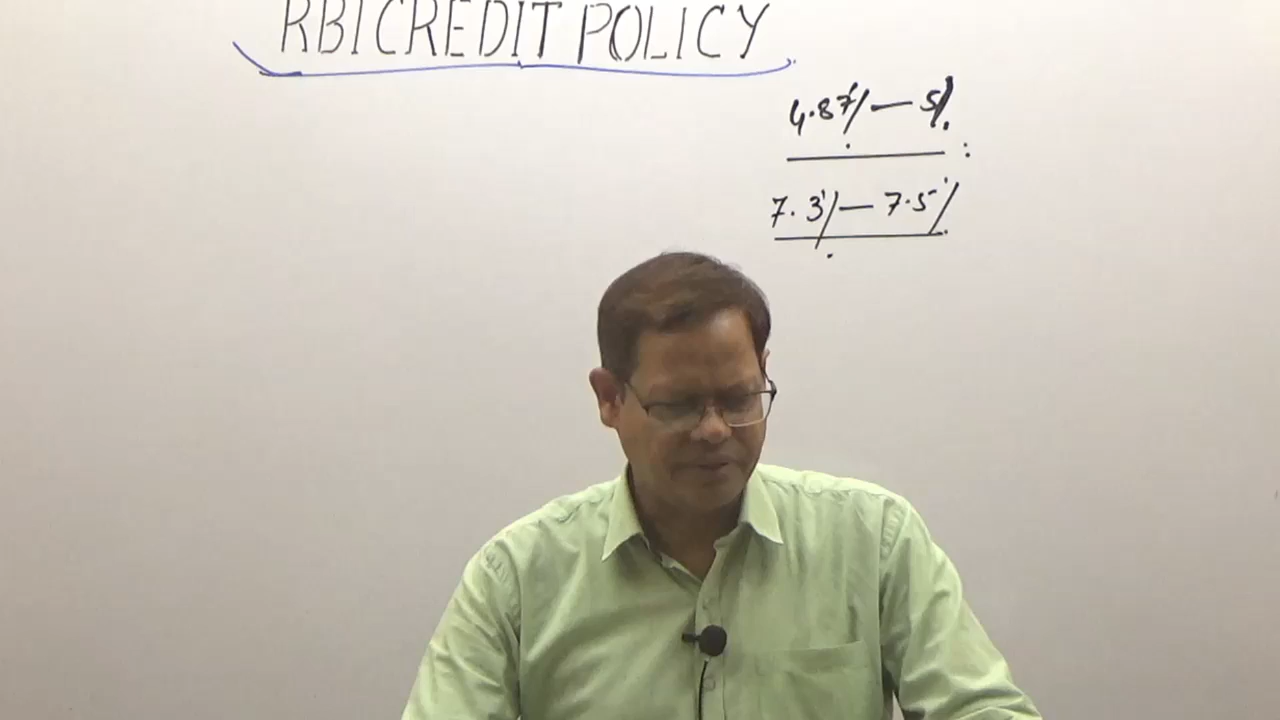 RBI CREDIT POLICY
4.87% — 5%
7.3% — 7.5%